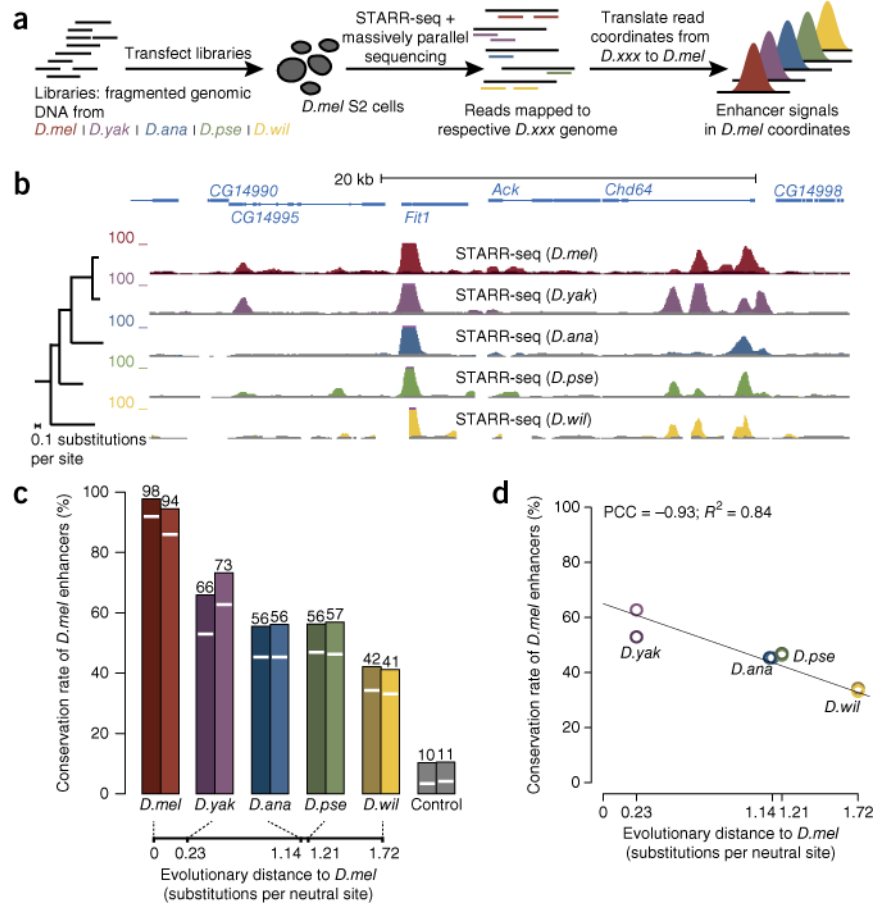 a
Transfect libraries
STARR-seq +
massively parallel
sequencing
Translate read
coordinates from
D.xxx to D.mel
Libraries: fragmented genomic
DNA from
D.mel | D.yak | D.ana | D.pse | D.wil
D.mel S2 cells
Reads mapped to
respective D.xxx genome
Enhancer signals
in D.mel coordinates
b
20 kb
CG14990
Ack
Chd64
CG14998
CG14995
Fit1
100
STARR-seq (D.mel)
100
STARR-seq (D.yak)
100
STARR-seq (D.ana)
100
STARR-seq (D.pse)
100
STARR-seq (D.wil)
0.1 substitutions
per site
c
Conservation rate of D.mel enhancers (%)
100
80
60
40
20
0
98
94
66
73
56
56
56
57
42
41
10
11
D.mel
D.yak
D.ana
D.pse
D.wil
Control
0
0.23
1.14
1.21
1.72
Evolutionary distance to D.mel
(substitutions per neutral site)
d
PCC = –0.93; R² = 0.84
Conservation rate of D.mel enhancers (%)
100
80
60
40
20
0
D.yak
D.ana
D.pse
D.wil
0
0.23
1.14
1.21
1.72
Evolutionary distance to D.mel
(substitutions per neutral site)